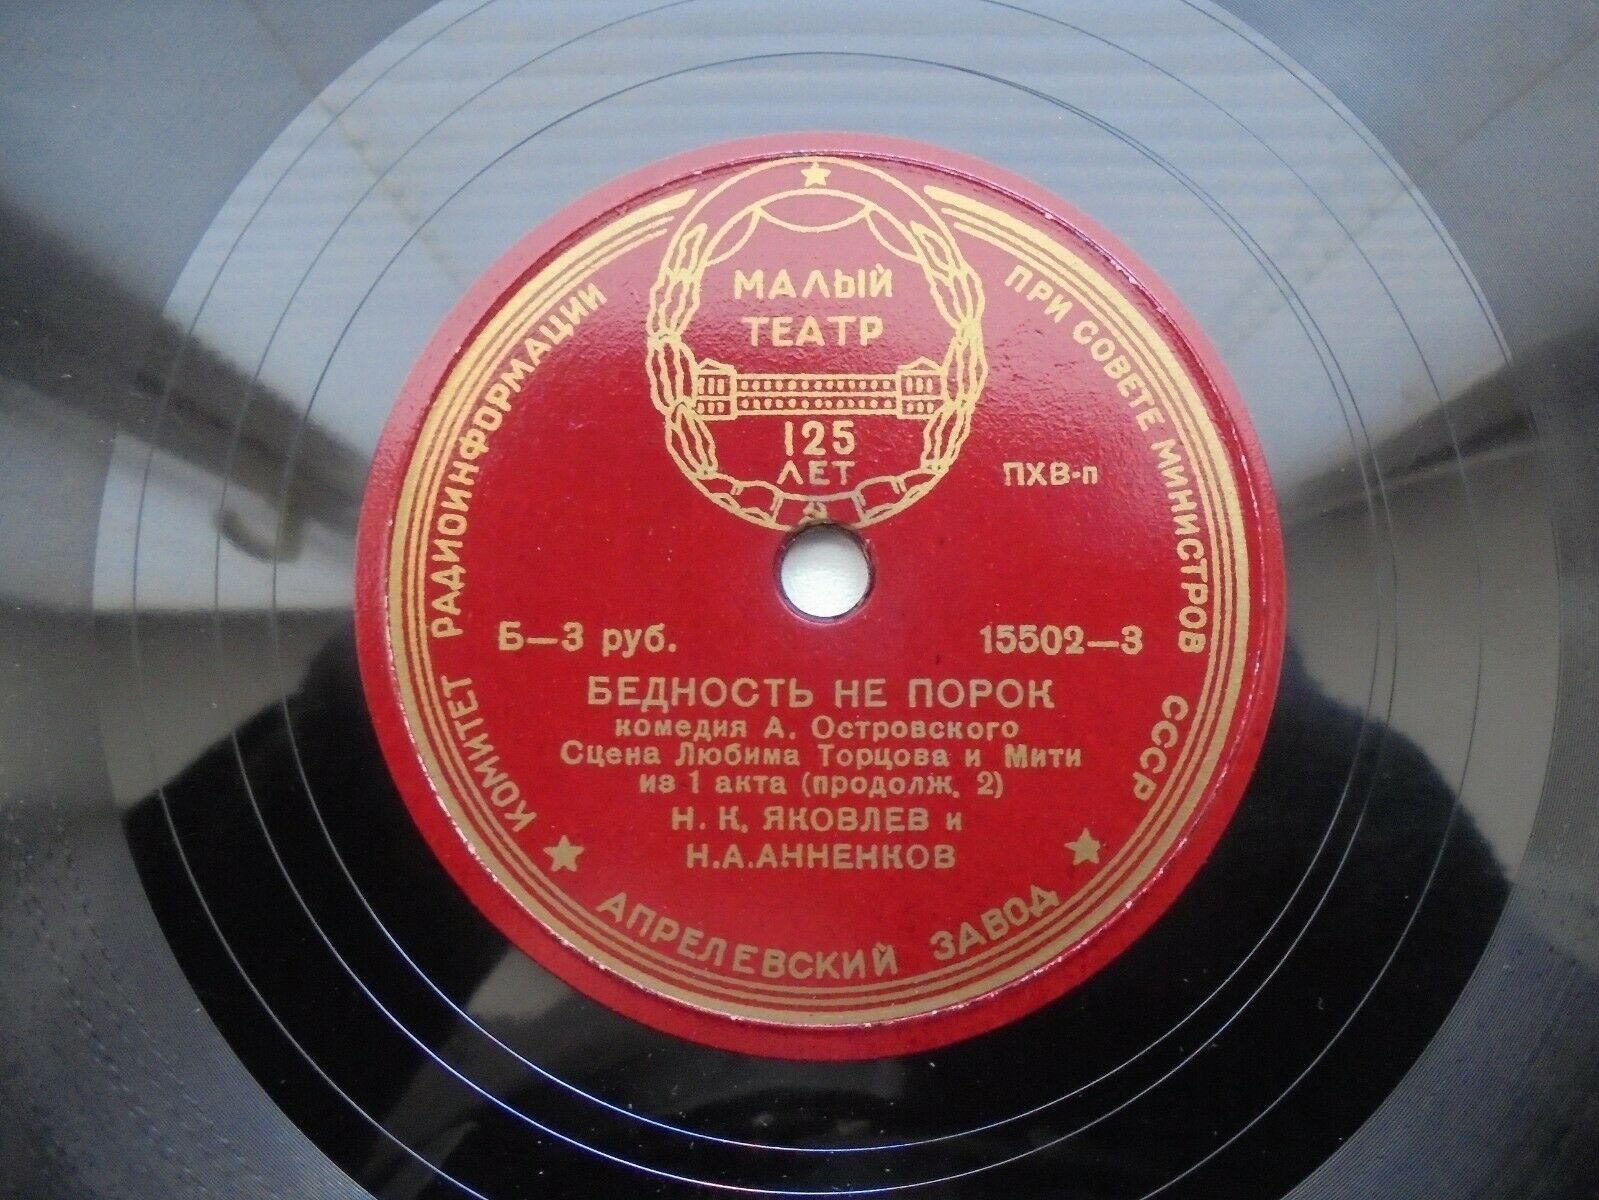 МАЛЫЙ
ТЕАТР
125
ЛЕТ
КОМИТЕТ РАДИОИНФОРМАЦИИ
ПРИ СОВЕТЕ МИНИСТРОВ СССР
ПХВ-п
Б—3 руб.
15502—3
БЕДНОСТЬ НЕ ПОРОК
комедия А. Островского
Сцена Любима Торцова и Мити
из 1 акта (продолж. 2)
Н. К. ЯКОВЛЕВ и
Н.А.АННЕНКОВ
АПРЕЛЕВСКИЙ ЗАВОД